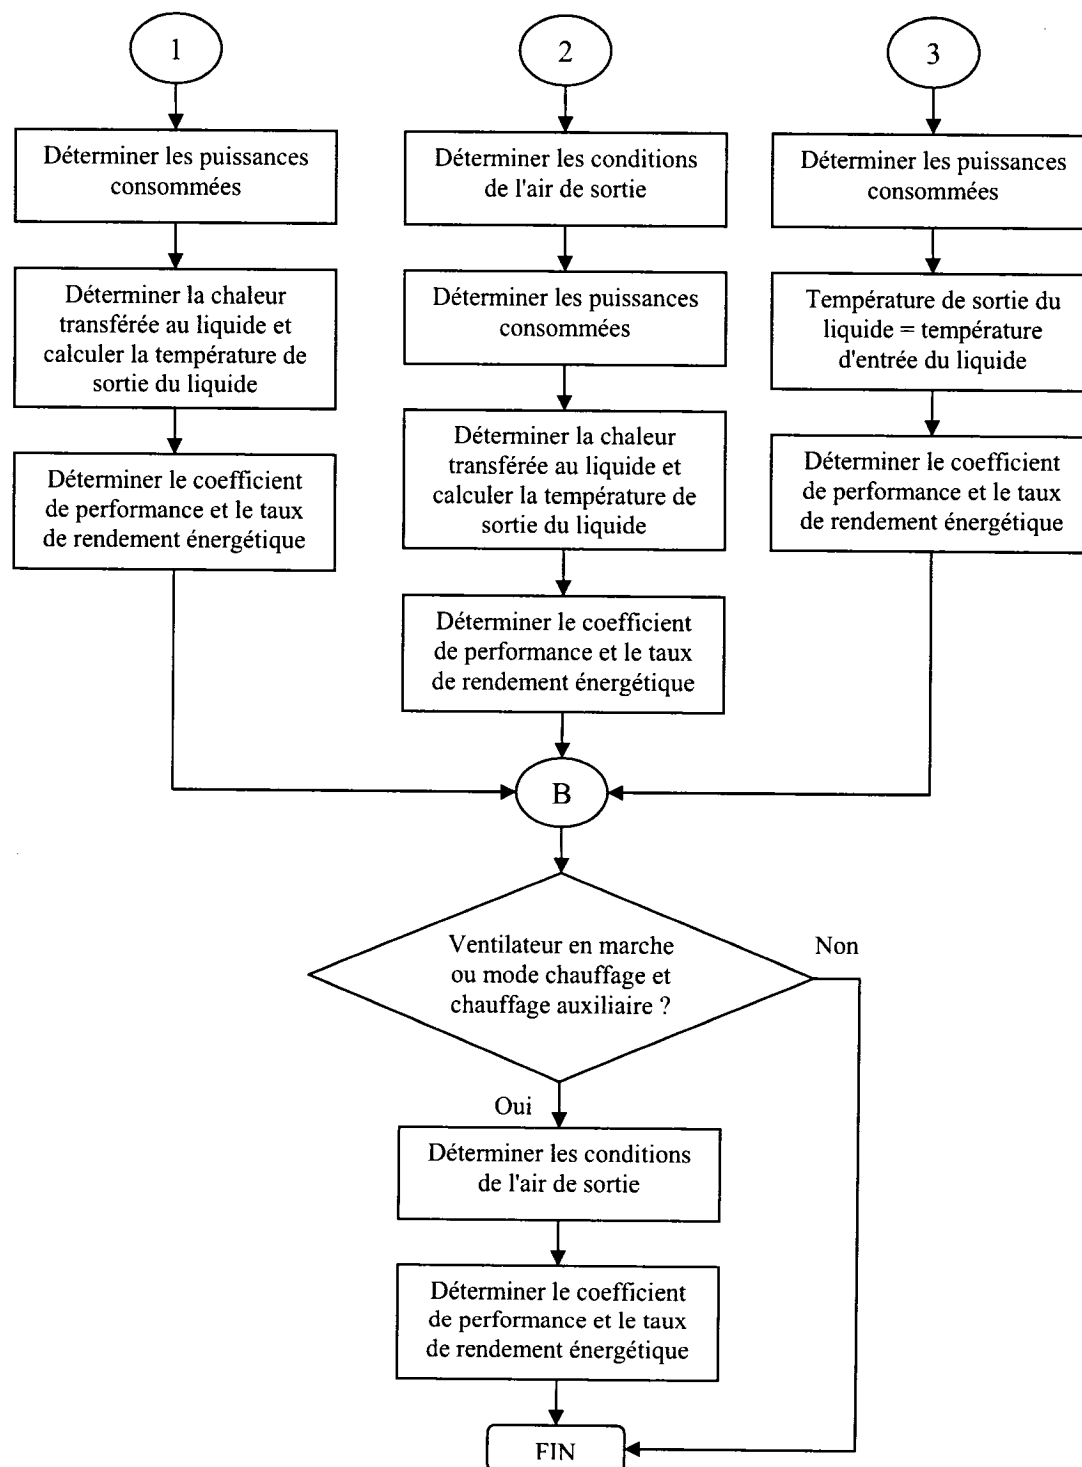 1
Déterminer les puissances
consommées
Déterminer la chaleur
transférée au liquide et
calculer la température de
sortie du liquide
Déterminer le coefficient
de performance et le taux
de rendement énergétique
2
Déterminer les conditions
de l'air de sortie
Déterminer les puissances
consommées
Déterminer la chaleur
transférée au liquide et
calculer la température de
sortie du liquide
Déterminer le coefficient
de performance et le taux
de rendement énergétique
3
Déterminer les puissances
consommées
Température de sortie du
liquide = température
d'entrée du liquide
Déterminer le coefficient
de performance et le taux
de rendement énergétique
B
Ventilateur en marche
ou mode chauffage et
chauffage auxiliaire ?
Non
Oui
Déterminer les conditions
de l'air de sortie
Déterminer le coefficient
de performance et le taux
de rendement énergétique
FIN